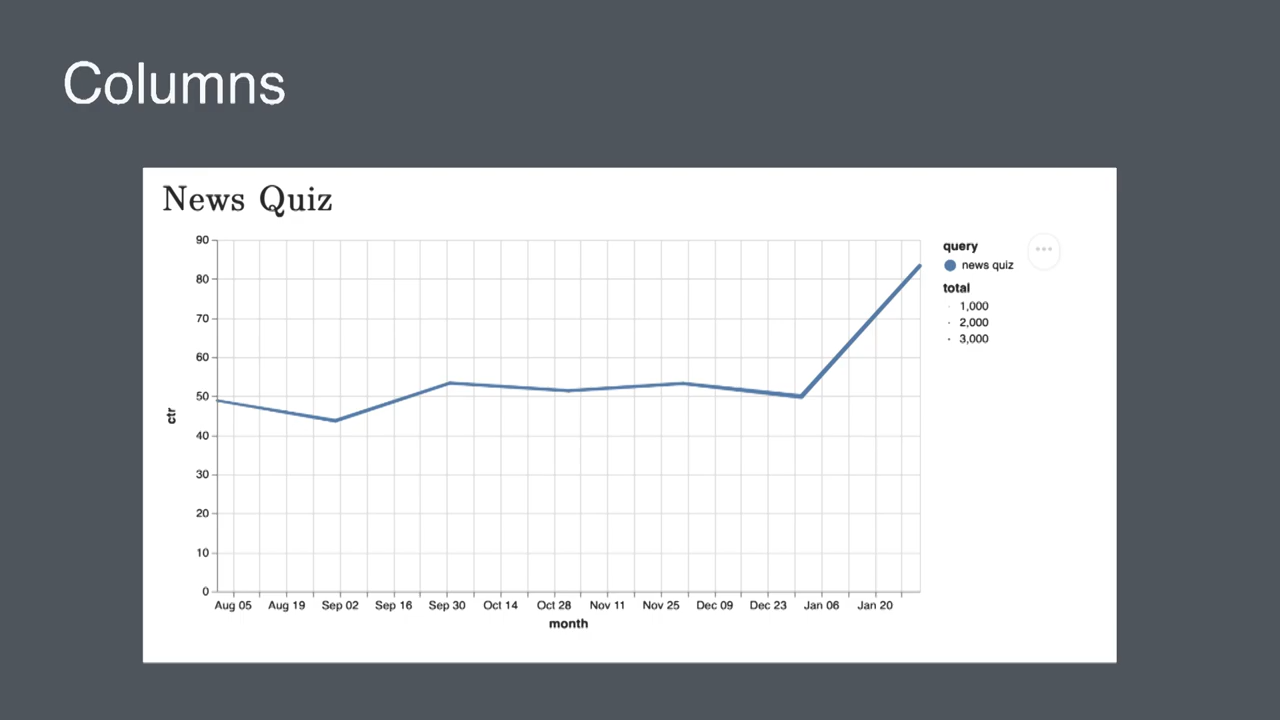 Columns
News Quiz
90
80
70
60
50
40
30
20
10
0
ctr
Aug 05 Aug 19 Sep 02 Sep 16 Sep 30 Oct 14 Oct 28 Nov 11 Nov 25 Dec 09 Dec 23 Jan 06 Jan 20
month
query
news quiz
total
1,000
2,000
3,000